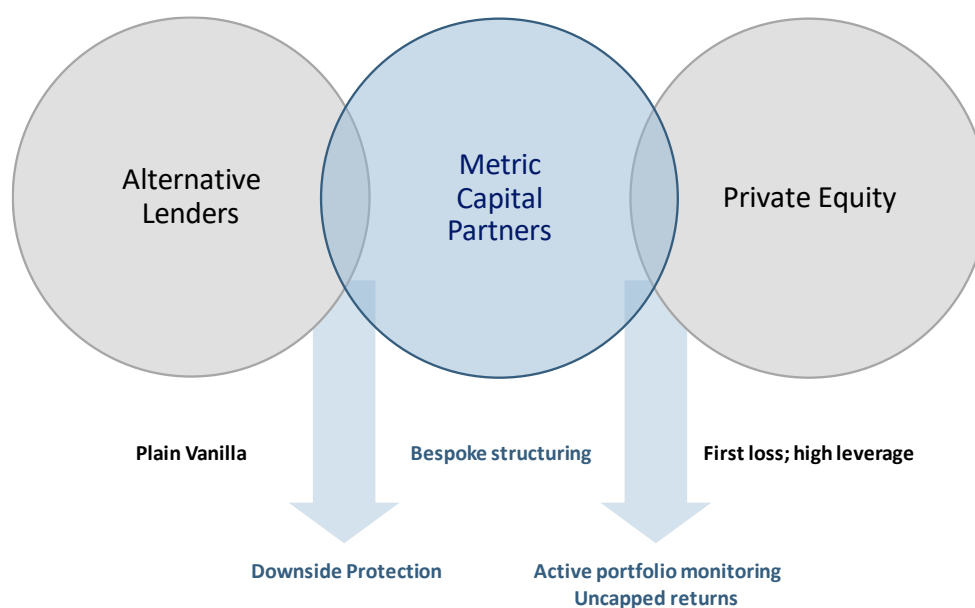 Alternative
Lenders
Metric
Capital
Partners
Private Equity
Plain Vanilla
Bespoke structuring
First loss; high leverage
Downside Protection
Active portfolio monitoring
Uncapped returns